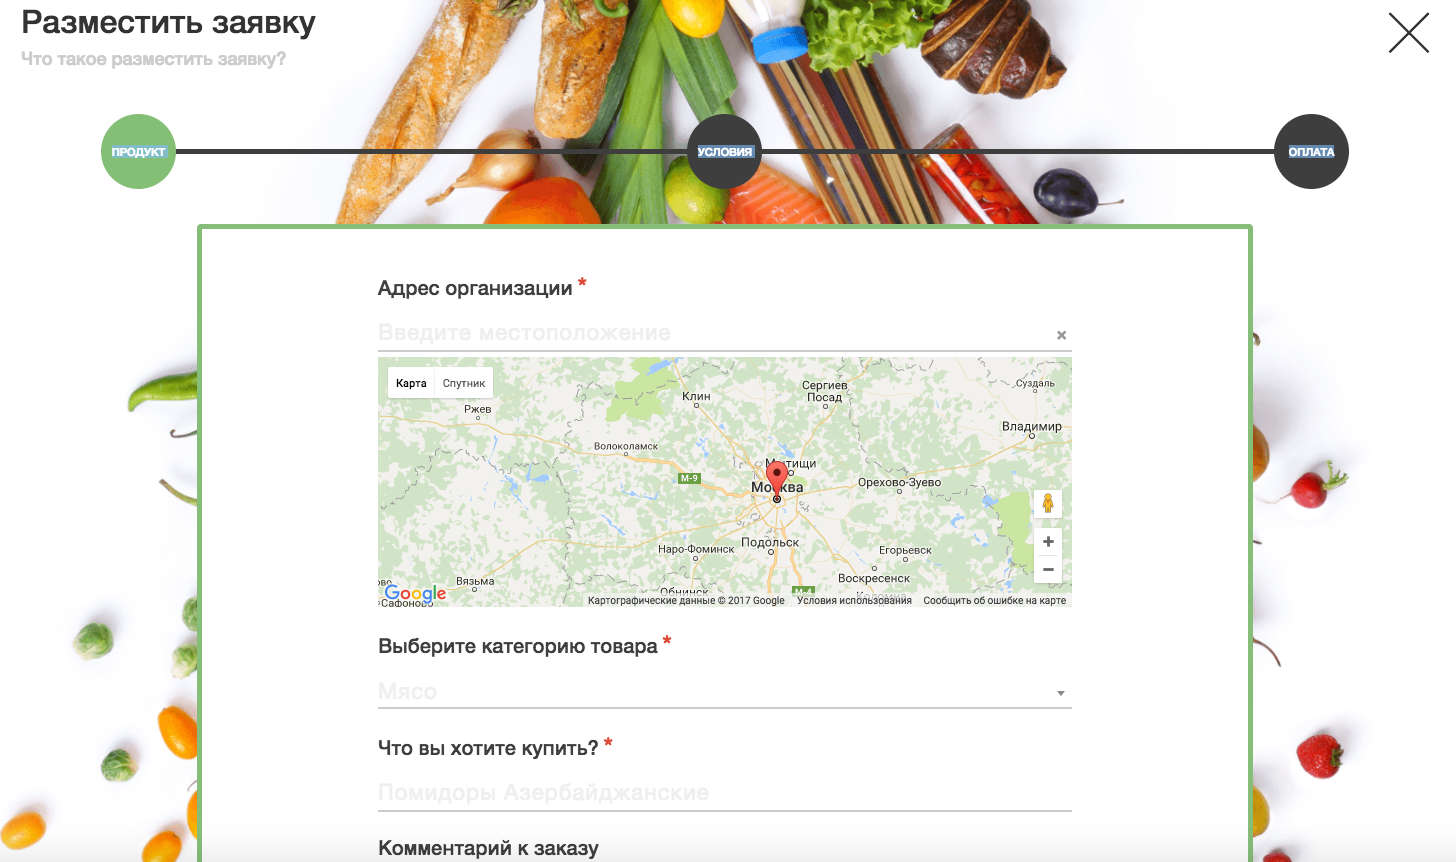 Разместить заявку
Что такое разместить заявку?
ПРОДУКТ
УСЛОВИЯ
ОПЛАТА
Адрес организации *
Введите местоположение
Карта Спутник
Клин
Сергиев
Посад
Суздаль
Ржев
Владимир
Волоколамск
Мытищи
М-9
Москва
Орехово-Зуево
Наро-Фоминск
Подольск
Егорьевск
Вязьма
Воскресенск
Обнинск
М-4
Коломна
Google
Сафоново
Картографические данные © 2017 Google Условия использования Сообщить об ошибке на карте
Выберите категорию товара *
Мясо
Что вы хотите купить? *
Помидоры Азербайджанские
Комментарий к заказу